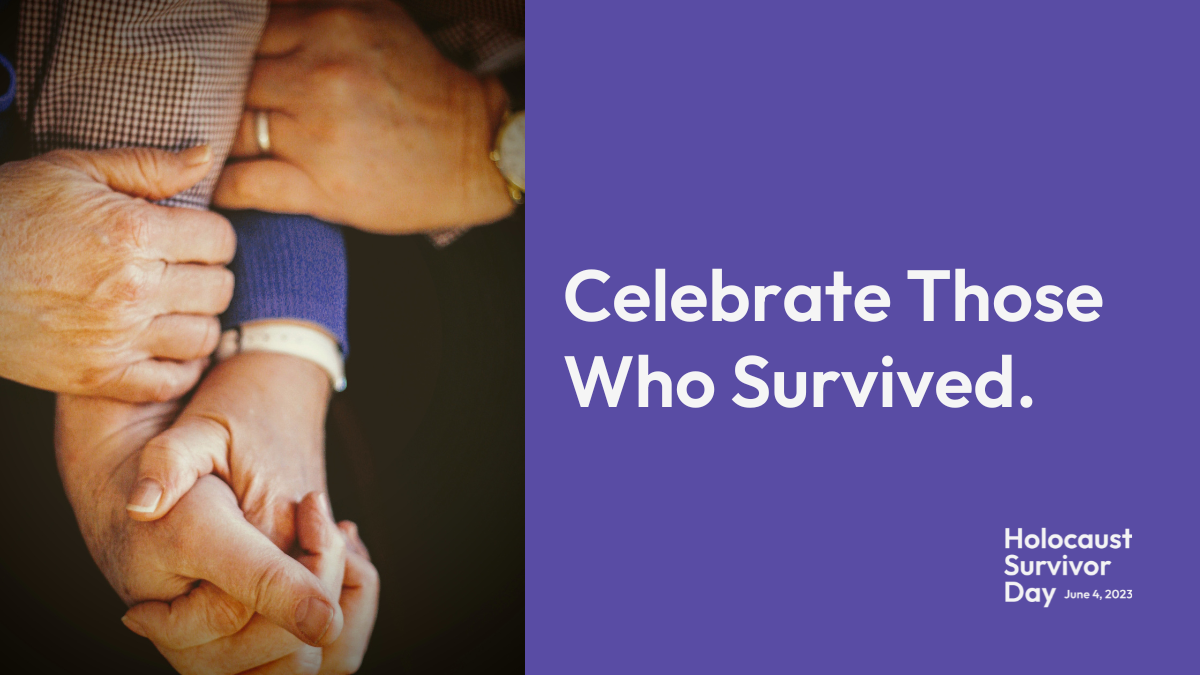 Celebrate Those
Who Survived.
Holocaust
Survivor
Day June 4, 2023